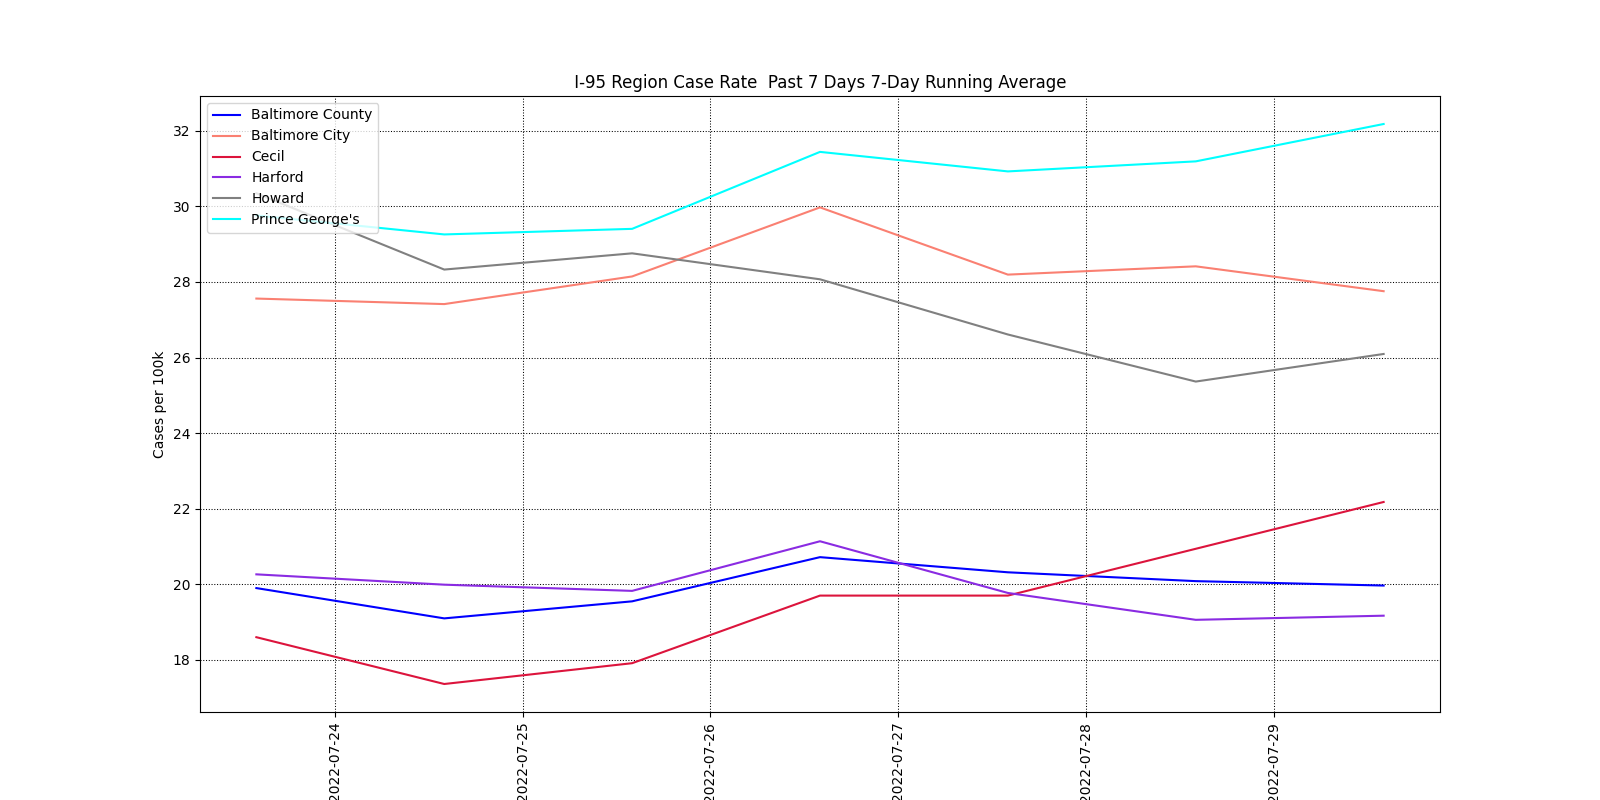 I-95 Region Case Rate  Past 7 Days 7-Day Running Average
Baltimore County
Baltimore City
Cecil
Harford
Howard
Prince George's
Cases per 100k
32
30
28
26
24
22
20
18
2022-07-24
2022-07-25
2022-07-26
2022-07-27
2022-07-28
2022-07-29